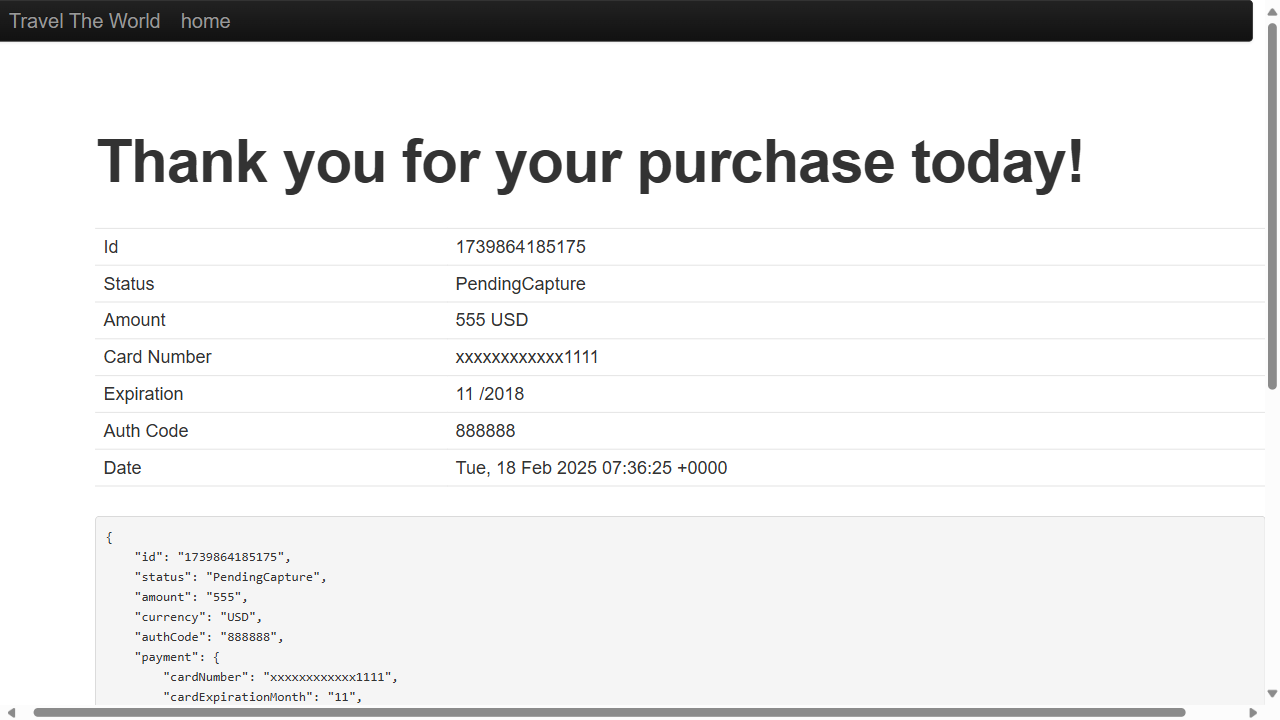 Travel The World home
Thank you for your purchase today!
Id 1739864185175
Status PendingCapture
Amount 555 USD
Card Number xxxxxxxxxxxx1111
Expiration 11 /2018
Auth Code 888888
Date Tue, 18 Feb 2025 07:36:25 +0000
{
    "id": "1739864185175",
    "status": "PendingCapture",
    "amount": "555",
    "currency": "USD",
    "authCode": "888888",
    "payment": {
        "cardNumber": "xxxxxxxxxxxx1111",
        "cardExpirationMonth": "11",